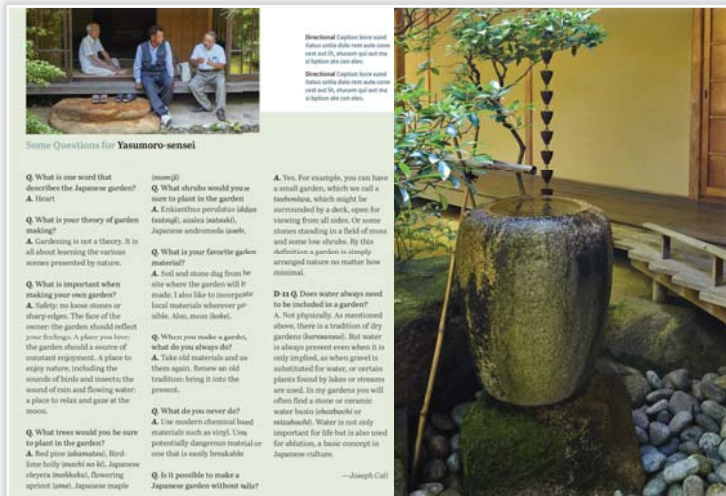 Directional Caption bore sund
itatus untia dolo rem aute cone
cest aut lit, etusam qui aut ma
si bption ate con etes.
Directional Caption bore sund
itatus untia dolo rem aute cone
cest aut lit, etusam qui aut ma
si bption ate con etes.
Some Questions for Yasumoro-sensei
Q. What is one word that
describes the Japanese garden?
A. Heart
Q. What is your theory of garden
making?
A. Gardening is not a theory. It is
all about learning the various
scenes presented by nature.
Q. What is important when
making your own garden?
A. Safety: no loose stones or
sharp edges. The face of the
owner: the garden should reflect
your feelings. A place you love:
the garden should a source of
constant enjoyment. A place to
enjoy nature, including the
sounds of birds and insects; the
sound of rain and flowing water:
a place to relax and gaze at the
moon.
Q. What trees would you be sure
to plant in the garden?
A. Red pine (akamatsu), Bird-
lime holly (mochi no ki), Japanese
cleyera (mokkoku), flowering
apricot (ume), Japanese maple
(momiji)
Q. What shrubs would you
sure to plant in the garden
A. Enkianthus perulatus (dōdan
tsutsuji), azalea (satsuki),
Japanese andromeda (aseb
Q. What is your favorite
material?
A. Soil and stone dug from
site where the garden will
made. I also like to incorporate
local materials wherever
sible. Also, moss (koke).
Q. When you make a garden,
what do you always do?
A. Take old materials and
them again. Renew an old
tradition: bring it into the
present.
Q. What do you never do?
A. Use modern chemical based
materials such as vinyl. Use
potentially dangerous material or
one that is easily breakable
Q. Is it possible to make a
Japanese garden without
A. Yes. For example, you can have
a small garden, which we call a
tsuboniwa, which might be
surrounded by a deck, open for
viewing from all sides. Or some
stones standing in a field of moss
and some low shrubs. By this
definition a garden is simply
arranged nature no matter how
minimal.
D-11 Q. Does water always need
to be included in a garden?
A. Not physically. As mentioned
above, there is a tradition of dry
gardens (karesansui). But water
is always present even when it is
only implied, as when gravel is
substituted for water, or certain
plants found by lakes or streams
are used. In my gardens you will
often find a stone or ceramic
water basin (chozubachi or
mizubachi). Water is not only
important for life but is also used
for ablution, a basic concept in
Japanese culture.
—Joseph Cali